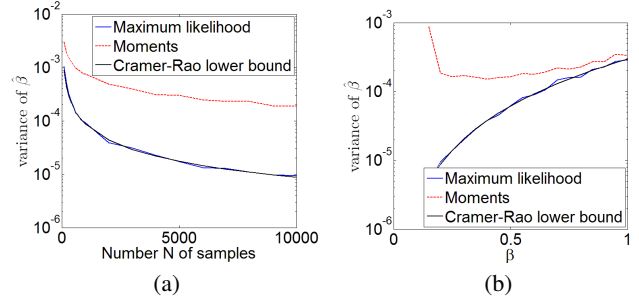 10⁻²
10⁻³
10⁻⁴
10⁻⁵
10⁻⁶
variance of β̂
Maximum likelihood
Moments
Cramer-Rao lower bound
0
5000
10000
Number N of samples
(a)
10⁻³
10⁻⁴
10⁻⁵
10⁻⁶
variance of β̂
Maximum likelihood
Moments
Cramer-Rao lower bound
0
0.5
1
β
(b)